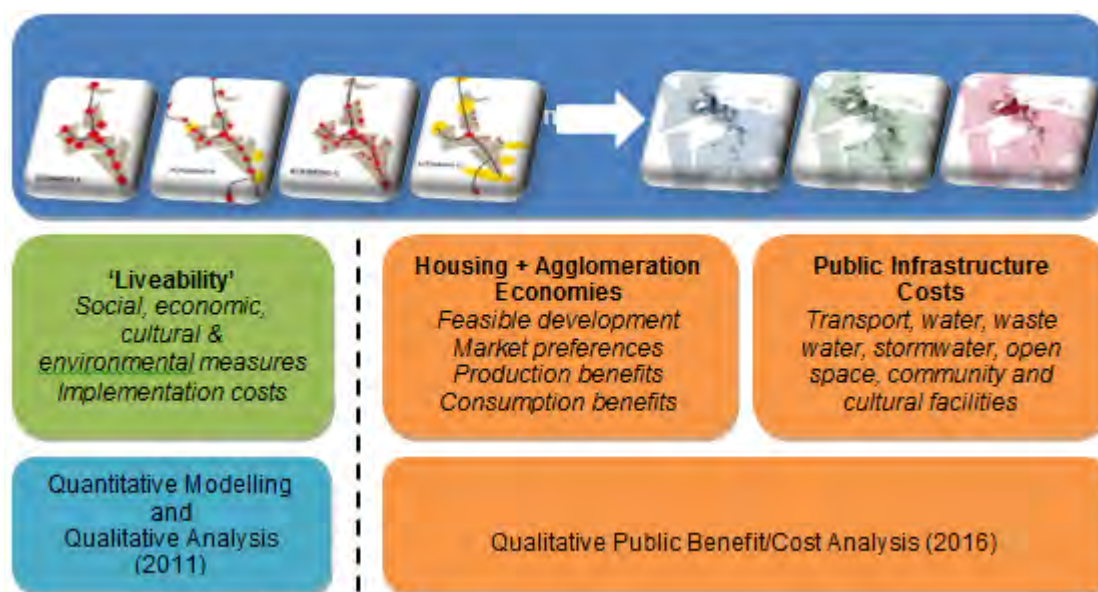 'Liveability'
Social, economic,
cultural &
environmental measures
Implementation costs
Housing + Agglomeration
Economies
Feasible development
Market preferences
Production benefits
Consumption benefits
Public Infrastructure
Costs
Transport, water, waste
water, stormwater, open
space, community and
cultural facilities
Quantitative Modelling
and
Qualitative Analysis
(2011)
Qualitative Public Benefit/Cost Analysis (2016)